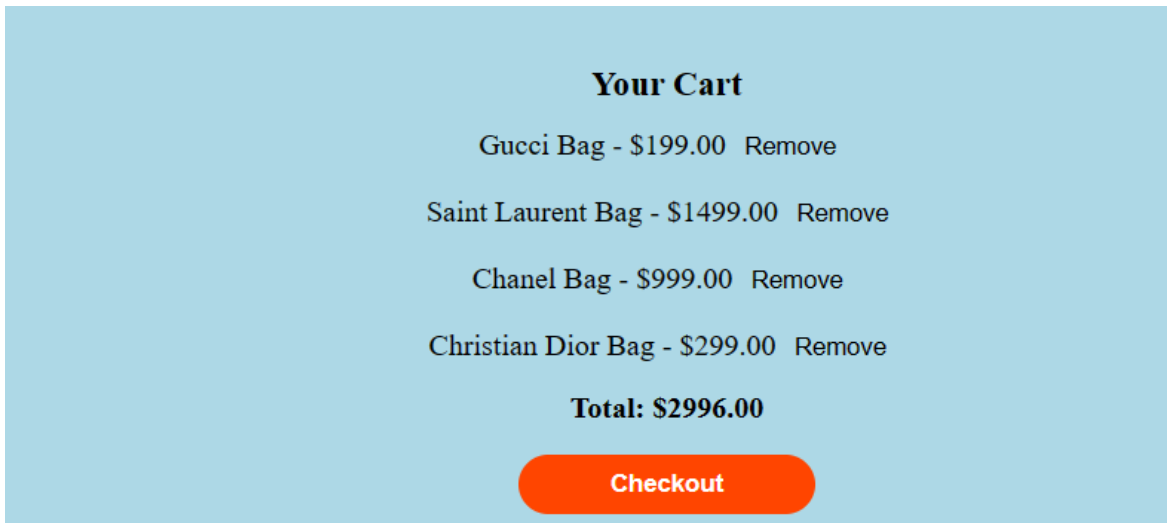 Your Cart
Gucci Bag - $199.00 Remove
Saint Laurent Bag - $1499.00 Remove
Chanel Bag - $999.00 Remove
Christian Dior Bag - $299.00 Remove
Total: $2996.00
Checkout